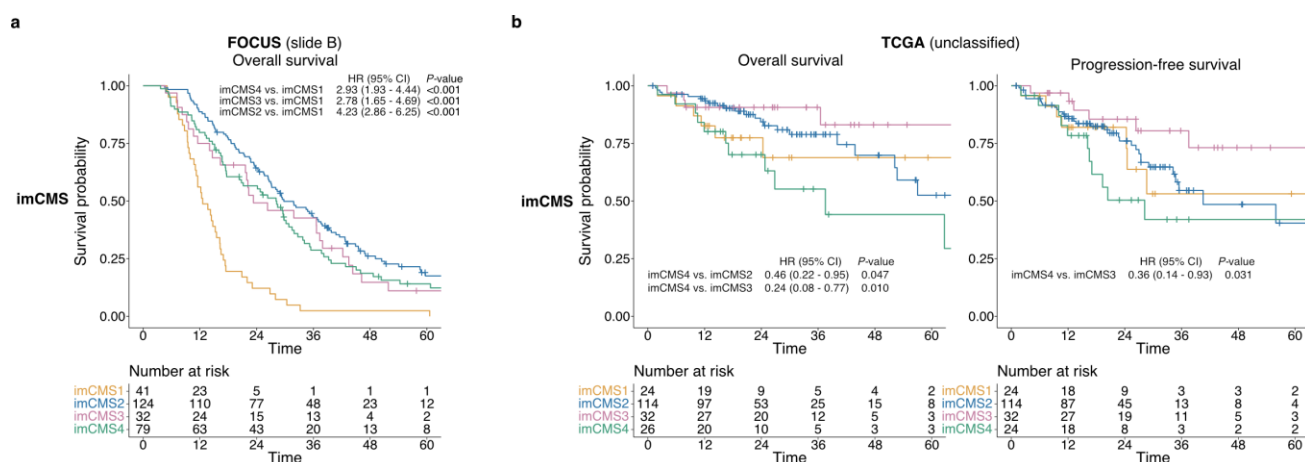 a
FOCUS (slide B)
Overall survival
HR (95% CI) P-value
imCMS4 vs. imCMS1 2.93 (1.93 - 4.44) <0.001
imCMS3 vs. imCMS1 2.78 (1.65 - 4.69) <0.001
imCMS2 vs. imCMS1 4.23 (2.86 - 6.25) <0.001
imCMS
Survival probability
1.00
0.75
0.50
0.25
0.00
0 12 24 36 48 60
Time
Number at risk
imCMS1 41 23 5 1 1 1
imCMS2 124 110 77 48 23 12
imCMS3 32 24 15 13 4 2
imCMS4 79 63 43 20 13 8
0 12 24 36 48 60
Time
b
TCGA (unclassified)
Overall survival
imCMS
Survival probability
1.00
0.75
0.50
0.25
0.00
HR (95% CI) P-value
imCMS4 vs. imCMS2 0.46 (0.22 - 0.95) 0.047
imCMS4 vs. imCMS3 0.24 (0.08 - 0.77) 0.010
0 12 24 36 48 60
Time
Number at risk
imCMS1 24 19 9 5 4 2
imCMS2 114 97 53 25 15 8
imCMS3 32 27 20 12 5 3
imCMS4 26 20 10 5 3 3
0 12 24 36 48 60
Time
Progression-free survival
Survival probability
1.00
0.75
0.50
0.25
0.00
HR (95% CI) P-value
imCMS4 vs. imCMS3 0.36 (0.14 - 0.93) 0.031
0 12 24 36 48 60
Time
Number at risk
imCMS1 24 18 9 3 3 2
imCMS2 114 87 45 13 8 4
imCMS3 32 27 19 11 5 3
imCMS4 24 18 8 3 2 2
0 12 24 36 48 60
Time